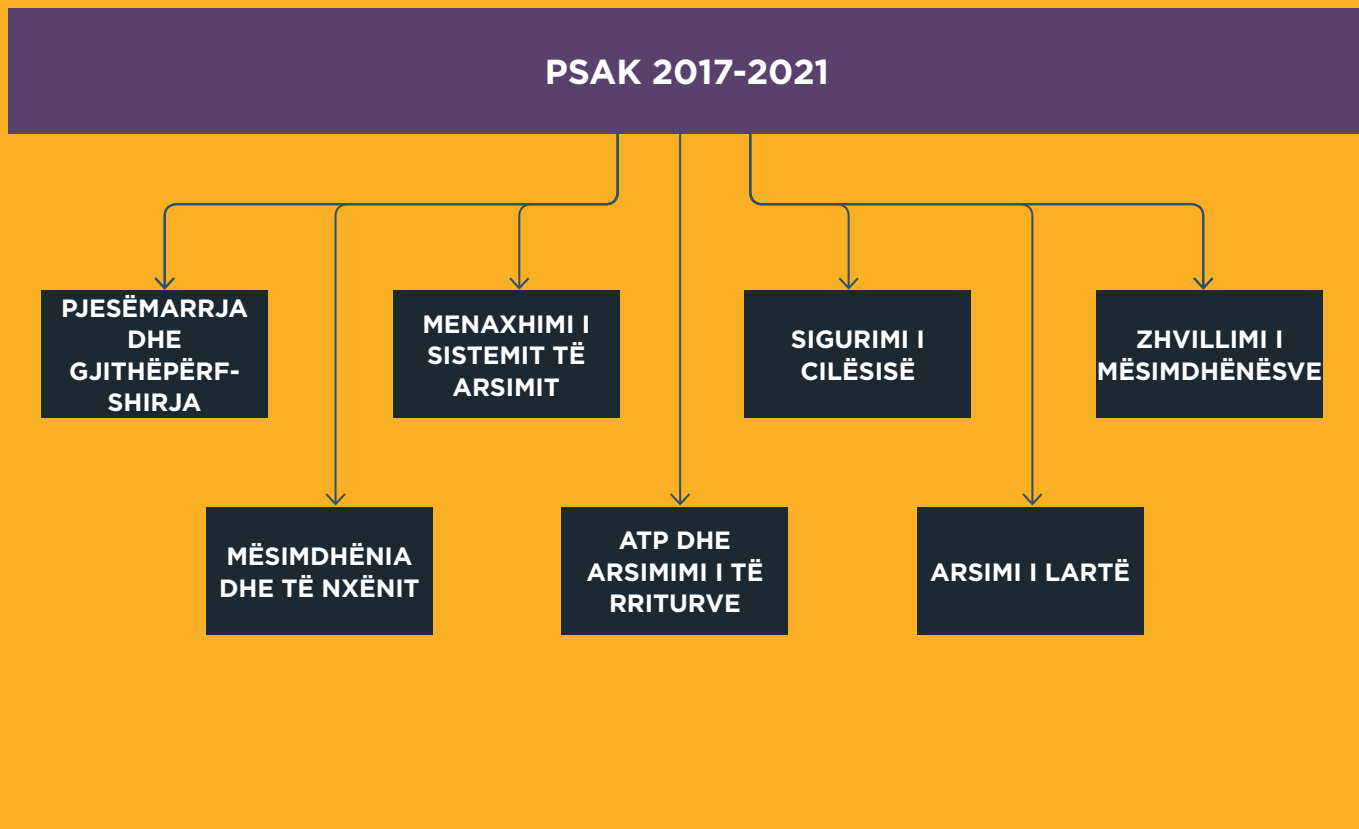 PSAK 2017-2021
PJESËMARRJA
DHE
GJITHËPËRF-
SHIRJA
MENAXHIMI I
SISTEMIT TË
ARSIMIT
SIGURIMI I
CILËSISË
ZHVILLIMI I
MËSIMDHËNËSVE
MËSIMDHËNIA
DHE TË NXËNIT
ATP DHE
ARSIMIMI I TË
RRITURVE
ARSIMI I LARTË